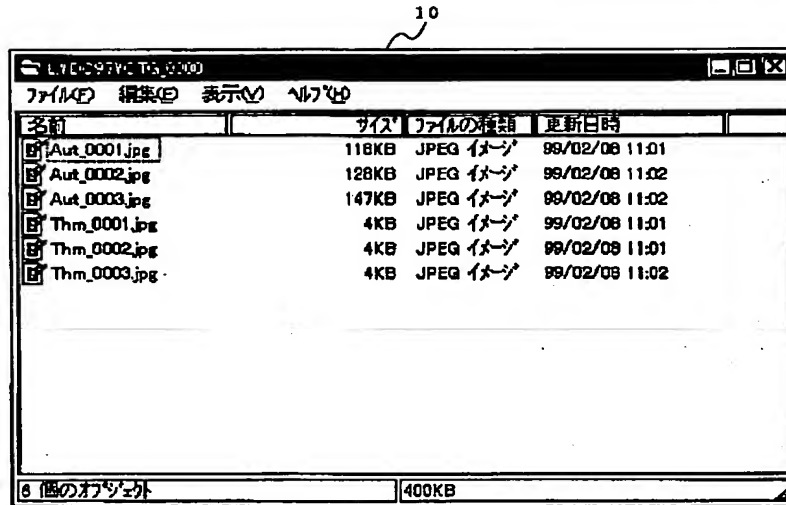 10
ファイル(F) 編集(E) 表示(V) ヘルプ(H)
名前 サイズ ファイルの種類 更新日時
Aut_0001.jpg 116KB JPEG イメージ 99/02/08 11:01
Aut_0002.jpg 128KB JPEG イメージ 99/02/08 11:02
Aut_0003.jpg 147KB JPEG イメージ 99/02/08 11:02
Thm_0001.jpg 4KB JPEG イメージ 99/02/08 11:01
Thm_0002.jpg 4KB JPEG イメージ 99/02/08 11:01
Thm_0003.jpg 4KB JPEG イメージ 99/02/08 11:02
6 個のオブジェクト 400KB